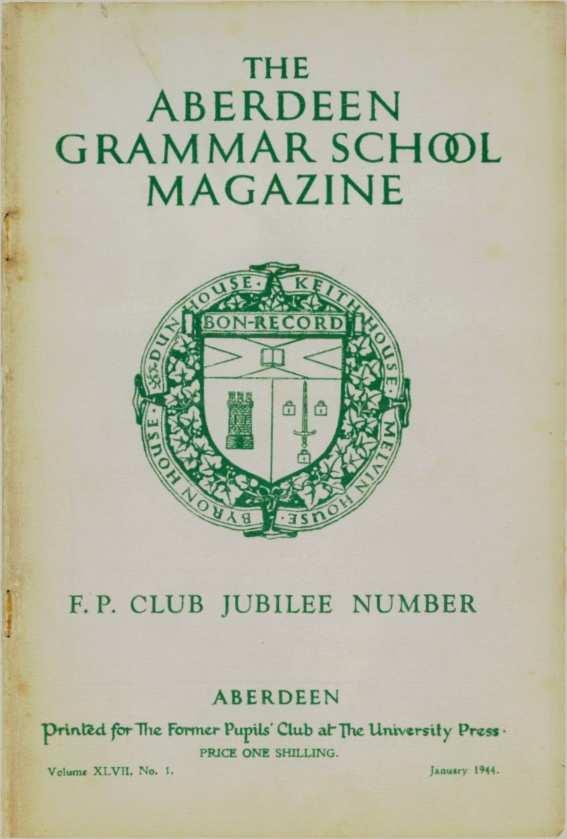 THE
ABERDEEN
GRAMMAR SCHOOL
MAGAZINE
DUN HOUSE · KEITH HOUSE · MELVIN HOUSE · BYRON HOUSE ·
BON-RECORD
F. P. CLUB JUBILEE NUMBER
ABERDEEN
Printed for The Former Pupils' Club at The University Press.
PRICE ONE SHILLING.
Volume XLVII, No. 1. January 1944.